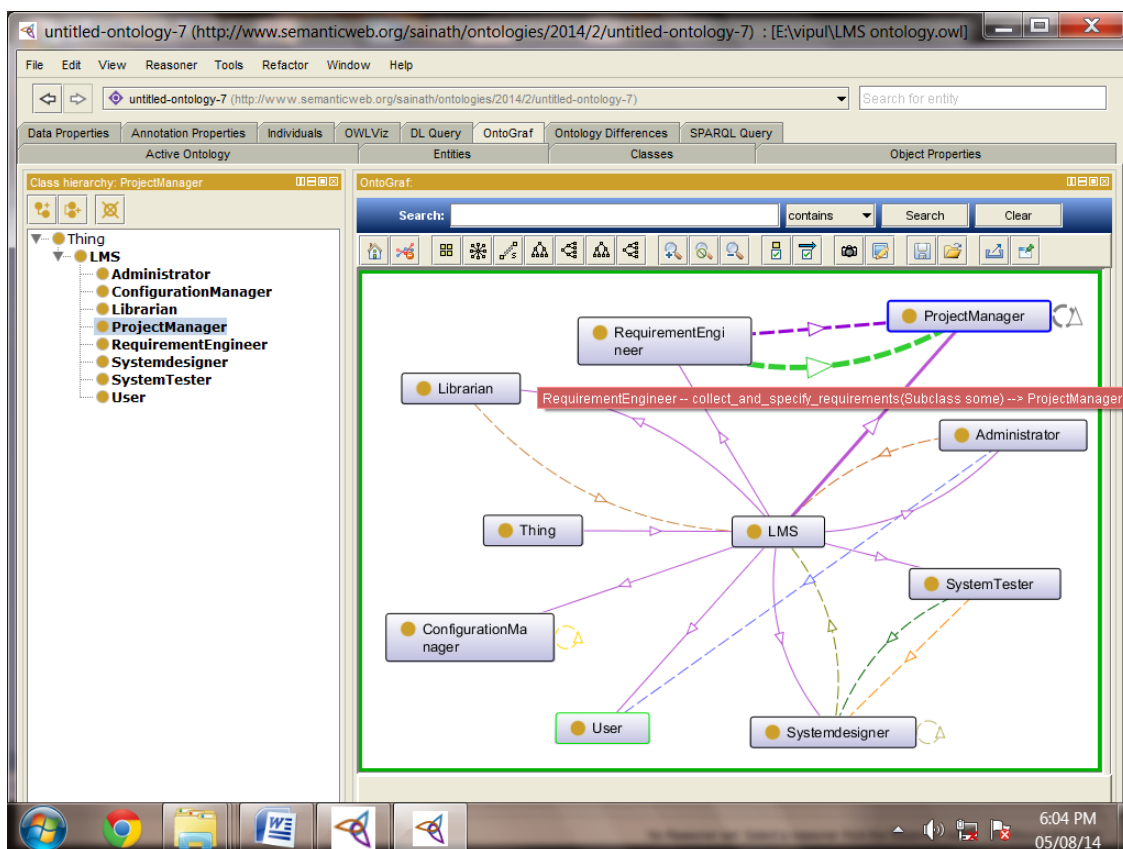 untitled-ontology-7 (http://www.semanticweb.org/sainath/ontologies/2014/2/untitled-ontology-7) : [E:\vipul\LMS ontology.owl]
File Edit View Reasoner Tools Refactor Window Help
untitled-ontology-7 (http://www.semanticweb.org/sainath/ontologies/2014/2/untitled-ontology-7) Search for entity
Data Properties Annotation Properties Individuals OWLViz DL Query OntoGraf Ontology Differences SPARQL Query
Active Ontology Entities Classes Object Properties
Class hierarchy: ProjectManager
Thing
LMS
Administrator
ConfigurationManager
Librarian
ProjectManager
RequirementEngineer
Systemdesigner
SystemTester
User
OntoGraf:
Search: contains Search Clear
ProjectManager
RequirementEngi
neer
Librarian
RequirementEngineer -- collect_and_specify_requirements(Subclass some) --> ProjectManager
Administrator
Thing
LMS
SystemTester
ConfigurationMa
nager
User
Systemdesigner
6:04 PM
05/08/14